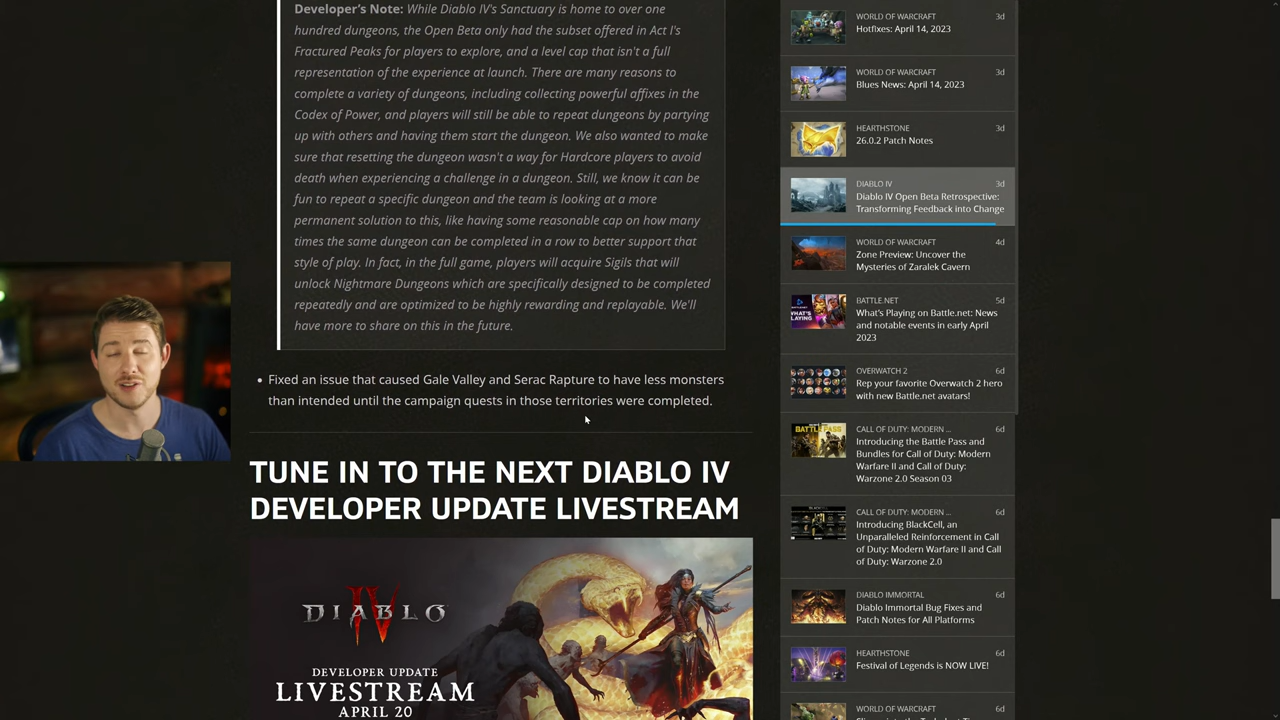 Developer's Note: While Diablo IV's Sanctuary is home to over one
hundred dungeons, the Open Beta only had the subset offered in Act I's
Fractured Peaks for players to explore, and a level cap that isn't a full
representation of the experience at launch. There are many reasons to
complete a variety of dungeons, including collecting powerful affixes in the
Codex of Power, and players will still be able to repeat dungeons by partying
up with others and having them start the dungeon. We also wanted to make
sure that resetting the dungeon wasn't a way for Hardcore players to avoid
death when experiencing a challenge in a dungeon. Still, we know it can be
fun to repeat a specific dungeon and the team is looking at a more
permanent solution to this, like having some reasonable cap on how many
times the same dungeon can be completed in a row to better support that
style of play. In fact, in the full game, players will acquire Sigils that will
unlock Nightmare Dungeons which are specifically designed to be completed
repeatedly and are optimized to be highly rewarding and replayable. We'll
have more to share on this in the future.
• Fixed an issue that caused Gale Valley and Serac Rapture to have less monsters
than intended until the campaign quests in those territories were completed.
TUNE IN TO THE NEXT DIABLO IV
DEVELOPER UPDATE LIVESTREAM
DIABLO
IV
DEVELOPER UPDATE
LIVESTREAM
APRIL 20
WORLD OF WARCRAFT 3d
Hotfixes: April 14, 2023
WORLD OF WARCRAFT 3d
Blues News: April 14, 2023
HEARTHSTONE 3d
26.0.2 Patch Notes
DIABLO IV 3d
Diablo IV Open Beta Retrospective:
Transforming Feedback into Change
WORLD OF WARCRAFT 4d
Zone Preview: Uncover the
Mysteries of Zaralek Cavern
BATTLE.NET 5d
What's Playing on Battle.net: News
and notable events in early April
2023
OVERWATCH 2 6d
Rep your favorite Overwatch 2 hero
with new Battle.net avatars!
CALL OF DUTY: MODERN ... 6d
Introducing the Battle Pass and
Bundles for Call of Duty: Modern
Warfare II and Call of Duty:
Warzone 2.0 Season 03
CALL OF DUTY: MODERN ... 6d
Introducing BlackCell, an
Unparalleled Reinforcement in Call
of Duty: Modern Warfare II and Call
of Duty: Warzone 2.0
DIABLO IMMORTAL 6d
Diablo Immortal Bug Fixes and
Patch Notes for All Platforms
HEARTHSTONE 6d
Festival of Legends is NOW LIVE!
WORLD OF WARCRAFT 6d